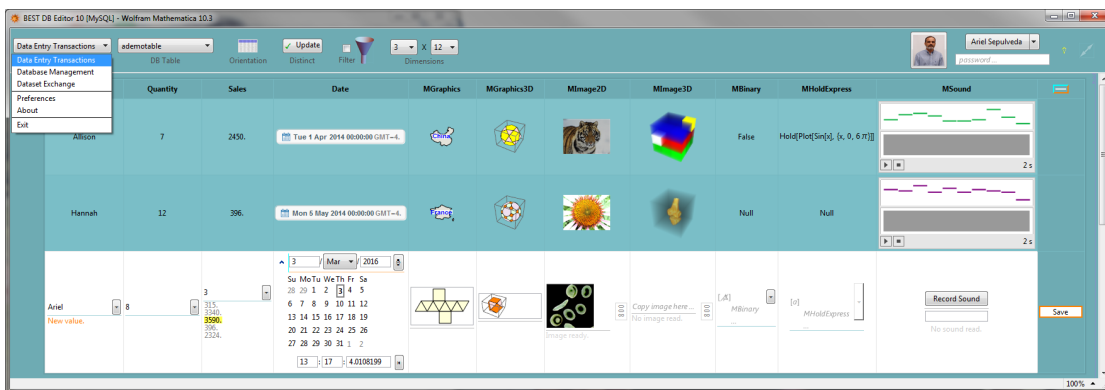 BEST DB Editor 10 [MySQL] - Wolfram Mathematica 10.3
Data Entry Transactions
ademotable
Update
3 X 12
Ariel Sepulveda
password ...
DB Table
Orientation
Distinct
Filter
Dimensions
Data Entry Transactions
Database Management
Dataset Exchange
Preferences
About
Exit
Quantity
Sales
Date
MGraphics
MGraphics3D
MImage2D
MImage3D
MBinary
MHoldExpress
MSound
Allison
7
2450.
Tue 1 Apr 2014 00:00:00 GMT-4.
China
False
Hold[Plot[Sin[x], {x, 0, 6 π}]]
2 s
Hannah
12
396.
Mon 5 May 2014 00:00:00 GMT-4.
France
Null
Null
2 s
Ariel
New value.
8
3
315.
3340.
3590.
396.
2324.
3 / Mar / 2016
Su Mo Tu We Th Fr Sa
28 29 1 2 3 4 5
6 7 8 9 10 11 12
13 14 15 16 17 18 19
20 21 22 23 24 25 26
27 28 29 30 31 1 2
13 : 17 : 4.0108199
Image ready.
Copy image here ...
No image read.
MBinary
...
MHoldExpress
...
Record Sound
No sound read.
Save
100%